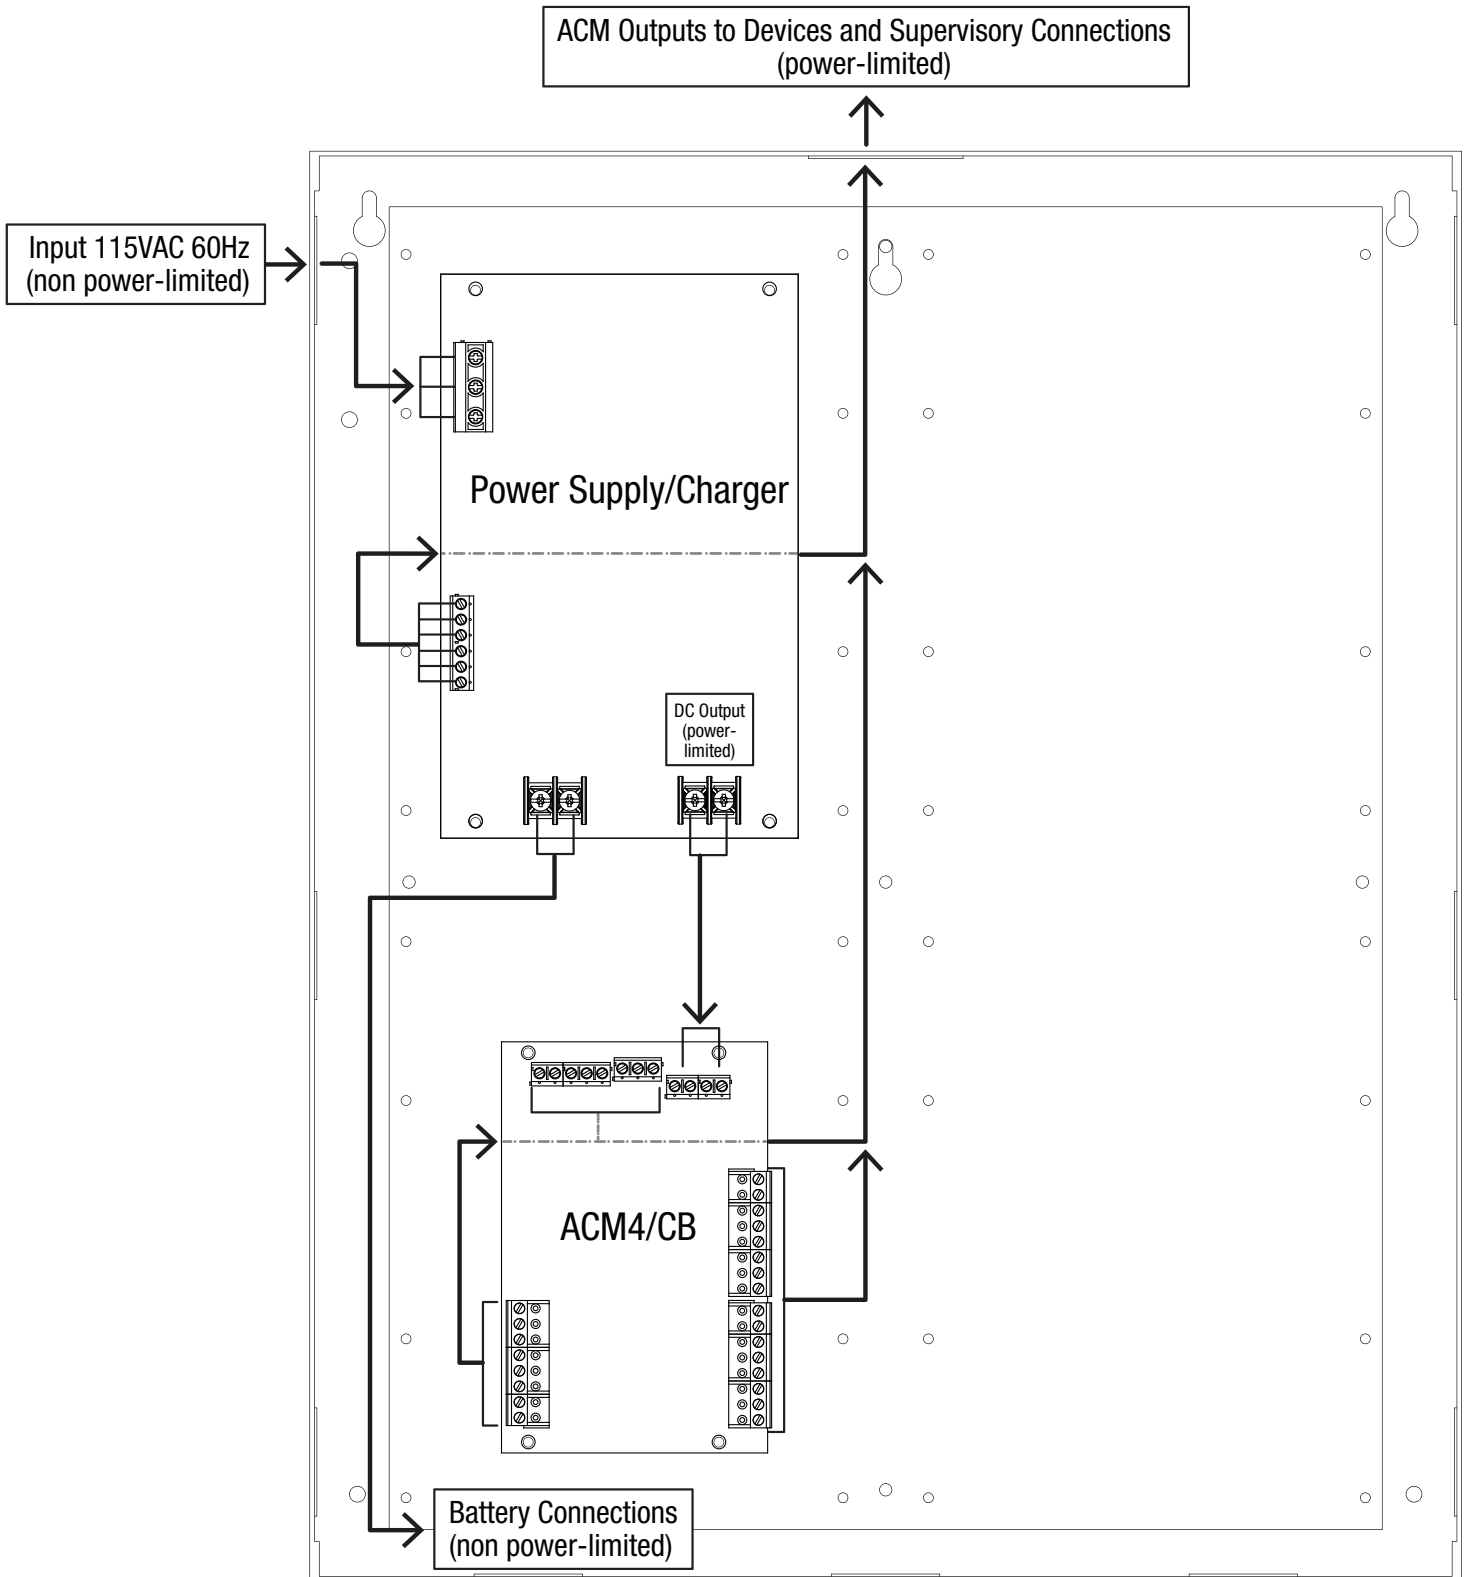 ACM Outputs to Devices and Supervisory Connections
(power-limited)
Input 115VAC 60Hz
(non power-limited)
Power Supply/Charger
DC Output
(power-
limited)
ACM4/CB
Battery Connections
(non power-limited)